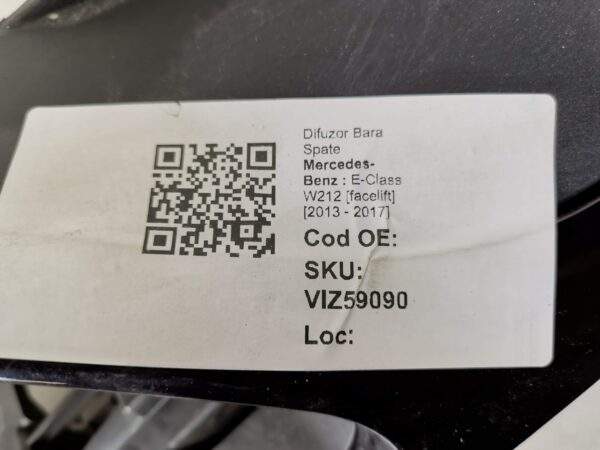 Difuzor Bara
Spate
Mercedes-
Benz : E-Class
W212 [facelift]
[2013 - 2017]
Cod OE:
SKU:
VIZ59090
Loc: